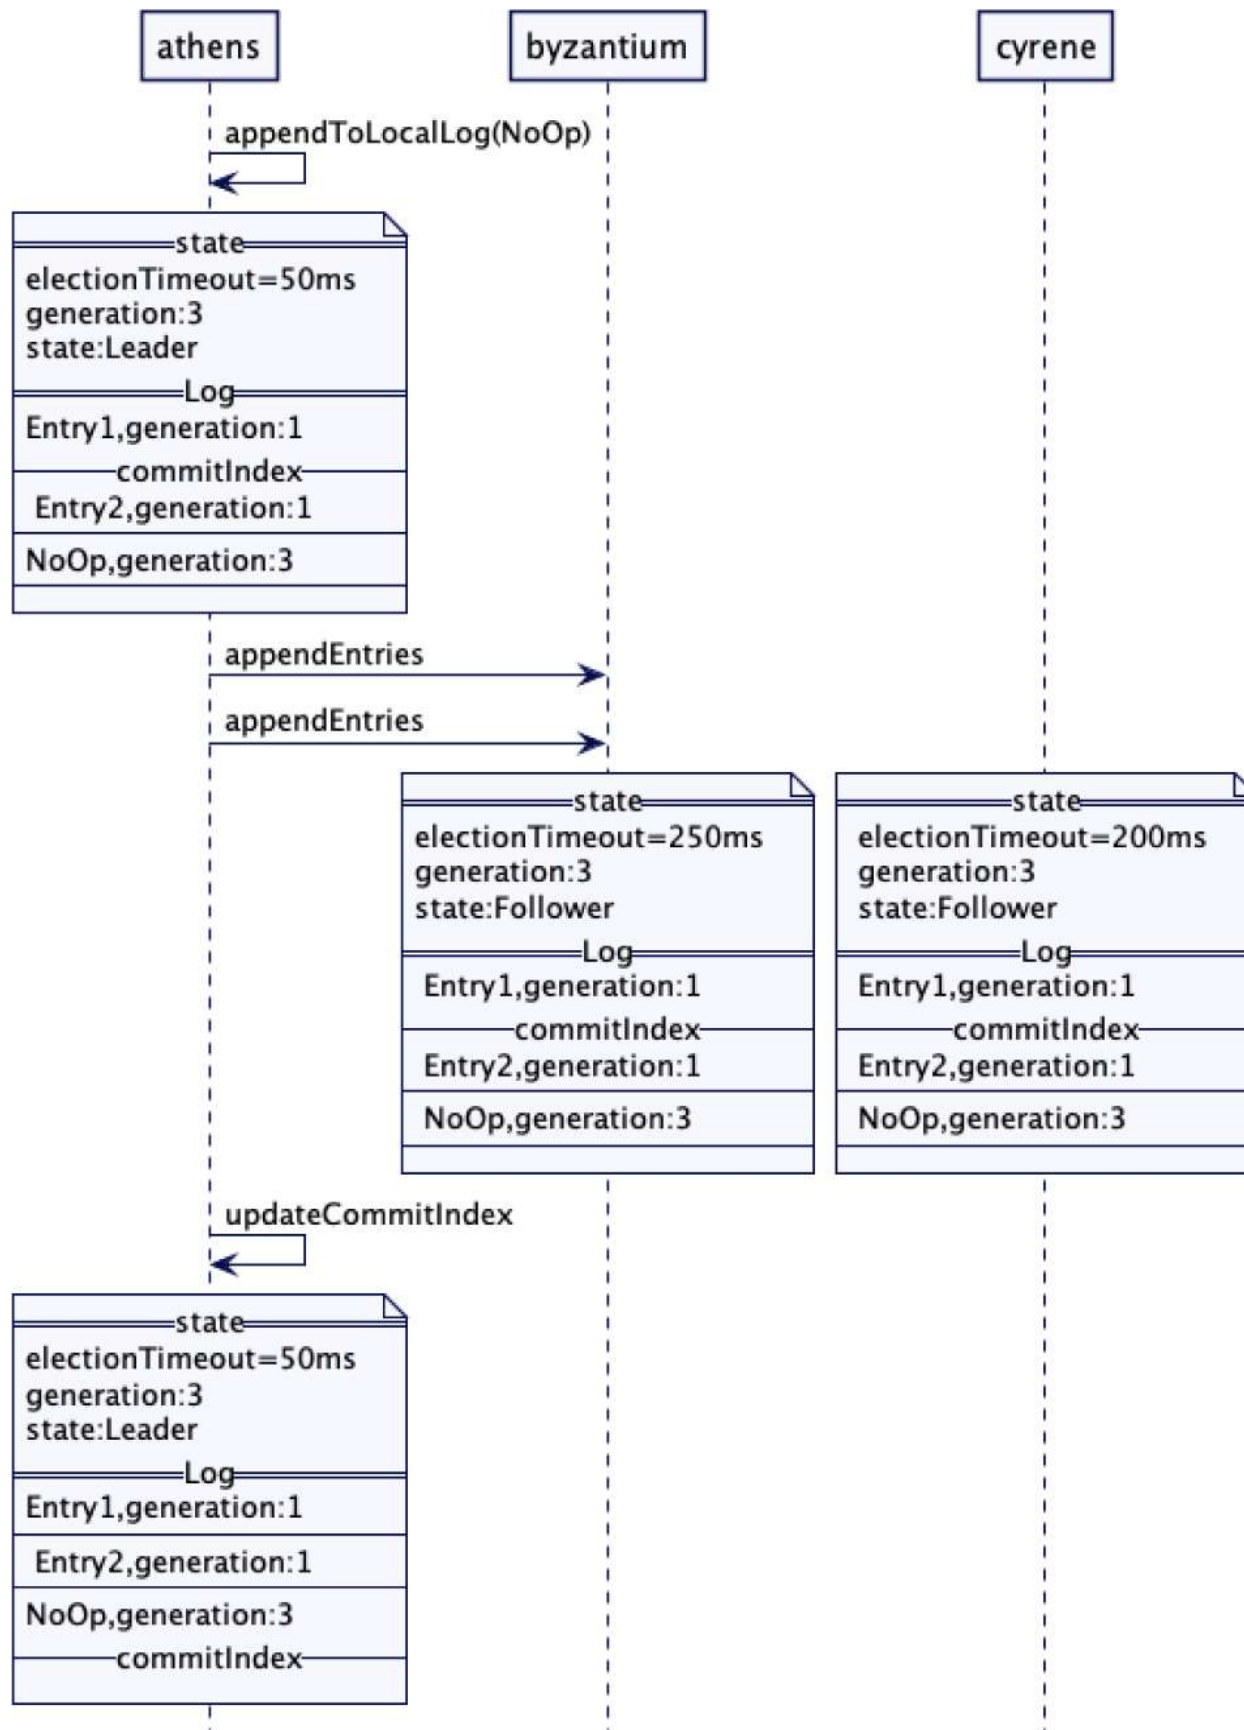 athens
byzantium
cyrene
appendToLocalLog(NoOp)
state
electionTimeout=50ms
generation:3
state:Leader
Log
Entry1,generation:1
commitIndex
Entry2,generation:1
NoOp,generation:3
appendEntries
appendEntries
state
electionTimeout=250ms
generation:3
state:Follower
Log
Entry1,generation:1
commitIndex
Entry2,generation:1
NoOp,generation:3
state
electionTimeout=200ms
generation:3
state:Follower
Log
Entry1,generation:1
commitIndex
Entry2,generation:1
NoOp,generation:3
updateCommitIndex
state
electionTimeout=50ms
generation:3
state:Leader
Log
Entry1,generation:1
Entry2,generation:1
NoOp,generation:3
commitIndex